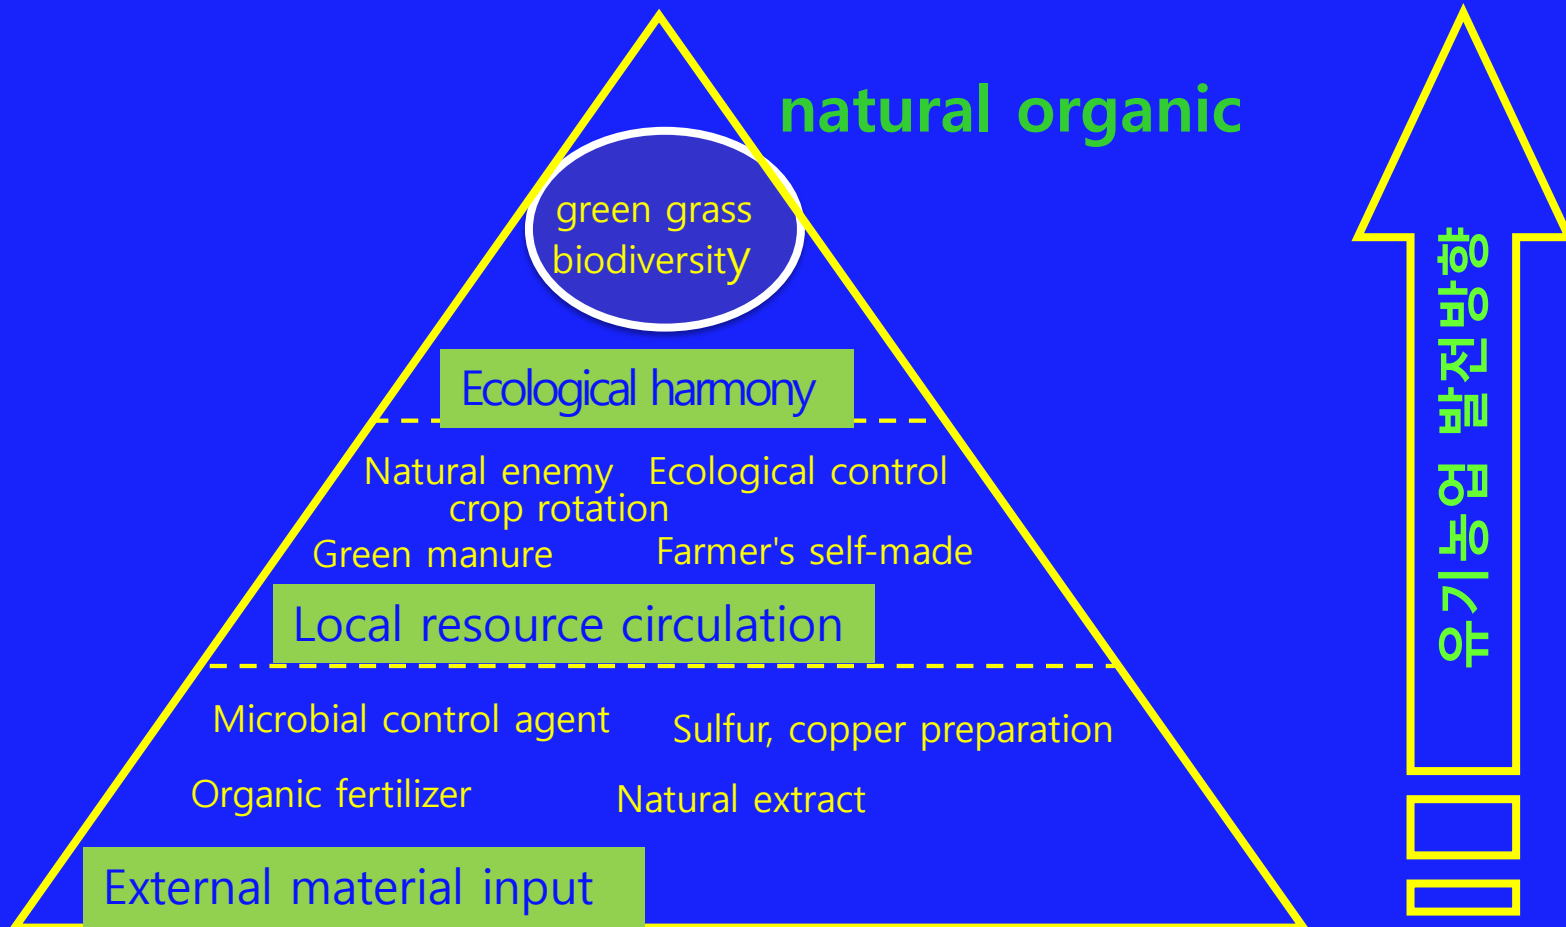 natural organic
green grass
biodiversity
Ecological harmony
Natural enemy Ecological control
crop rotation
Green manure Farmer's self-made
Local resource circulation
Microbial control agent Sulfur, copper preparation
Organic fertilizer Natural extract
External material input
유기농업 발전방향